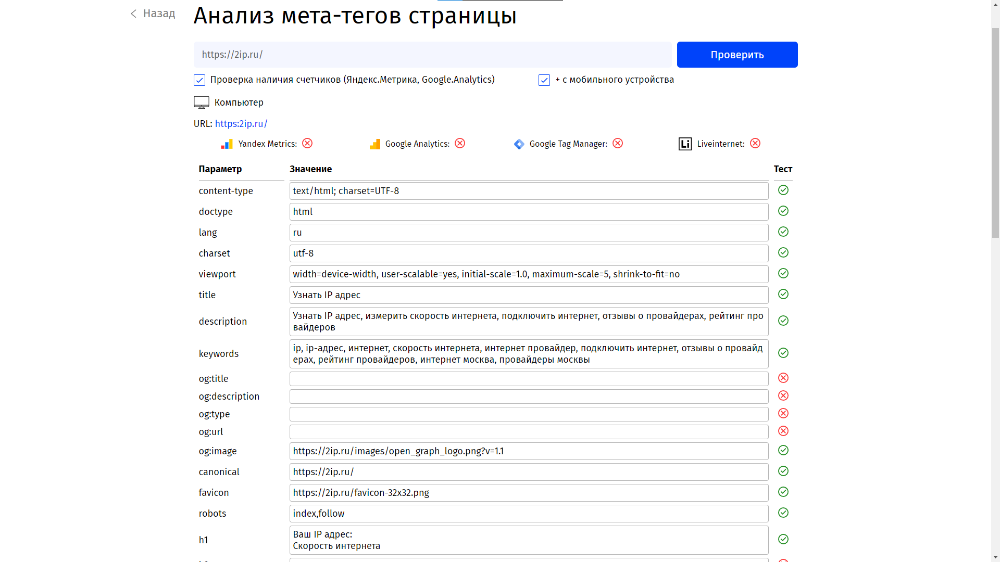 Назад
Анализ мета-тегов страницы
https://2ip.ru/
Проверить
Проверка наличия счетчиков (Яндекс.Метрика, Google.Analytics)
+ с мобильного устройства
Компьютер
URL: https:2ip.ru/
Yandex Metrics:
Google Analytics:
Google Tag Manager:
Li Liveinternet:
Параметр Значение Тест
content-type text/html; charset=UTF-8
doctype html
lang ru
charset utf-8
viewport width=device-width, user-scalable=yes, initial-scale=1.0, maximum-scale=5, shrink-to-fit=no
title Узнать IP адрес
description Узнать IP адрес, измерить скорость интернета, подключить интернет, отзывы о провайдерах, рейтинг про
вайдеров
keywords ip, ip-адрес, интернет, скорость интернета, интернет провайдер, подключить интернет, отзывы о провайд
ерах, рейтинг провайдеров, интернет москва, провайдеры москвы
og:title
og:description
og:type
og:url
og:image https://2ip.ru/images/open_graph_logo.png?v=1.1
canonical https://2ip.ru/
favicon https://2ip.ru/favicon-32x32.png
robots index,follow
h1 Ваш IP адрес:
Скорость интернета